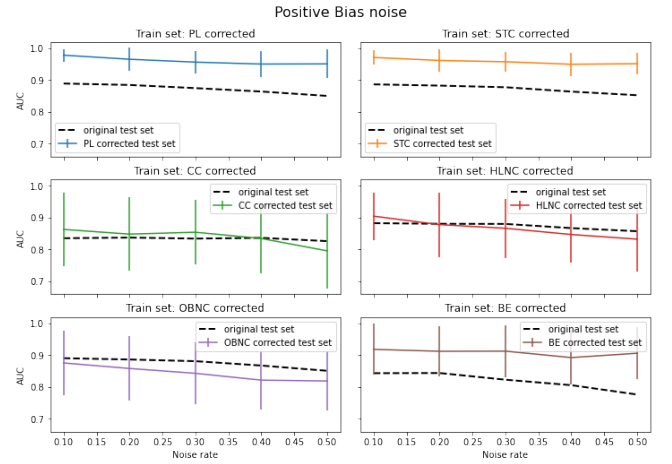 Positive Bias noise
Train set: PL corrected
1.0
0.9
0.8
0.7
AUC
original test set
PL corrected test set
Train set: STC corrected
original test set
STC corrected test set
Train set: CC corrected
1.0
0.9
0.8
0.7
AUC
original test set
CC corrected test set
Train set: HLNC corrected
original test set
HLNC corrected test set
Train set: OBNC corrected
1.0
0.9
0.8
0.7
AUC
original test set
OBNC corrected test set
0.10 0.15 0.20 0.25 0.30 0.35 0.40 0.45 0.50
Noise rate
Train set: BE corrected
original test set
BE corrected test set
0.10 0.15 0.20 0.25 0.30 0.35 0.40 0.45 0.50
Noise rate